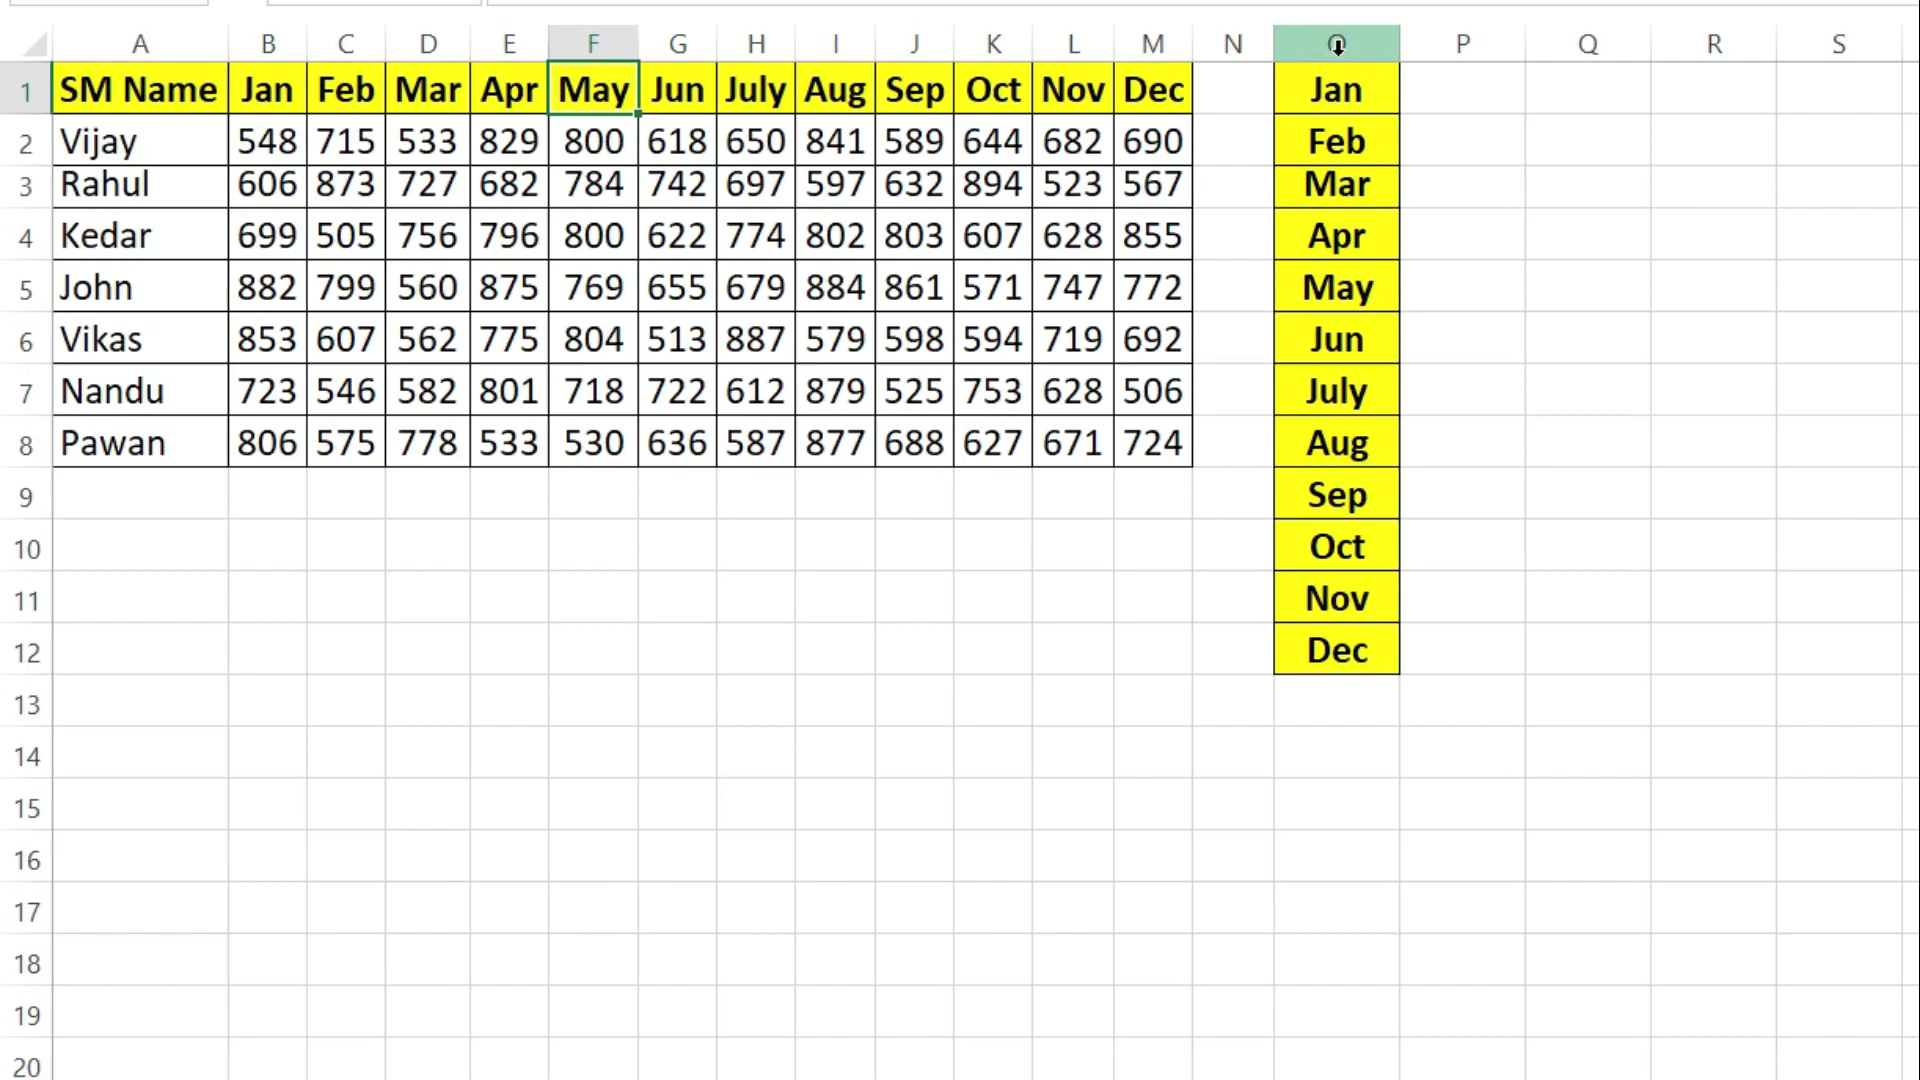 A B C D E F G H I J K L M N O P Q R S
1 SM Name Jan Feb Mar Apr May Jun July Aug Sep Oct Nov Dec Jan
2 Vijay 548 715 533 829 800 618 650 841 589 644 682 690 Feb
3 Rahul 606 873 727 682 784 742 697 597 632 894 523 567 Mar
4 Kedar 699 505 756 796 800 622 774 802 803 607 628 855 Apr
5 John 882 799 560 875 769 655 679 884 861 571 747 772 May
6 Vikas 853 607 562 775 804 513 887 579 598 594 719 692 Jun
7 Nandu 723 546 582 801 718 722 612 879 525 753 628 506 July
8 Pawan 806 575 778 533 530 636 587 877 688 627 671 724 Aug
9 Sep
10 Oct
11 Nov
12 Dec
13
14
15
16
17
18
19
20